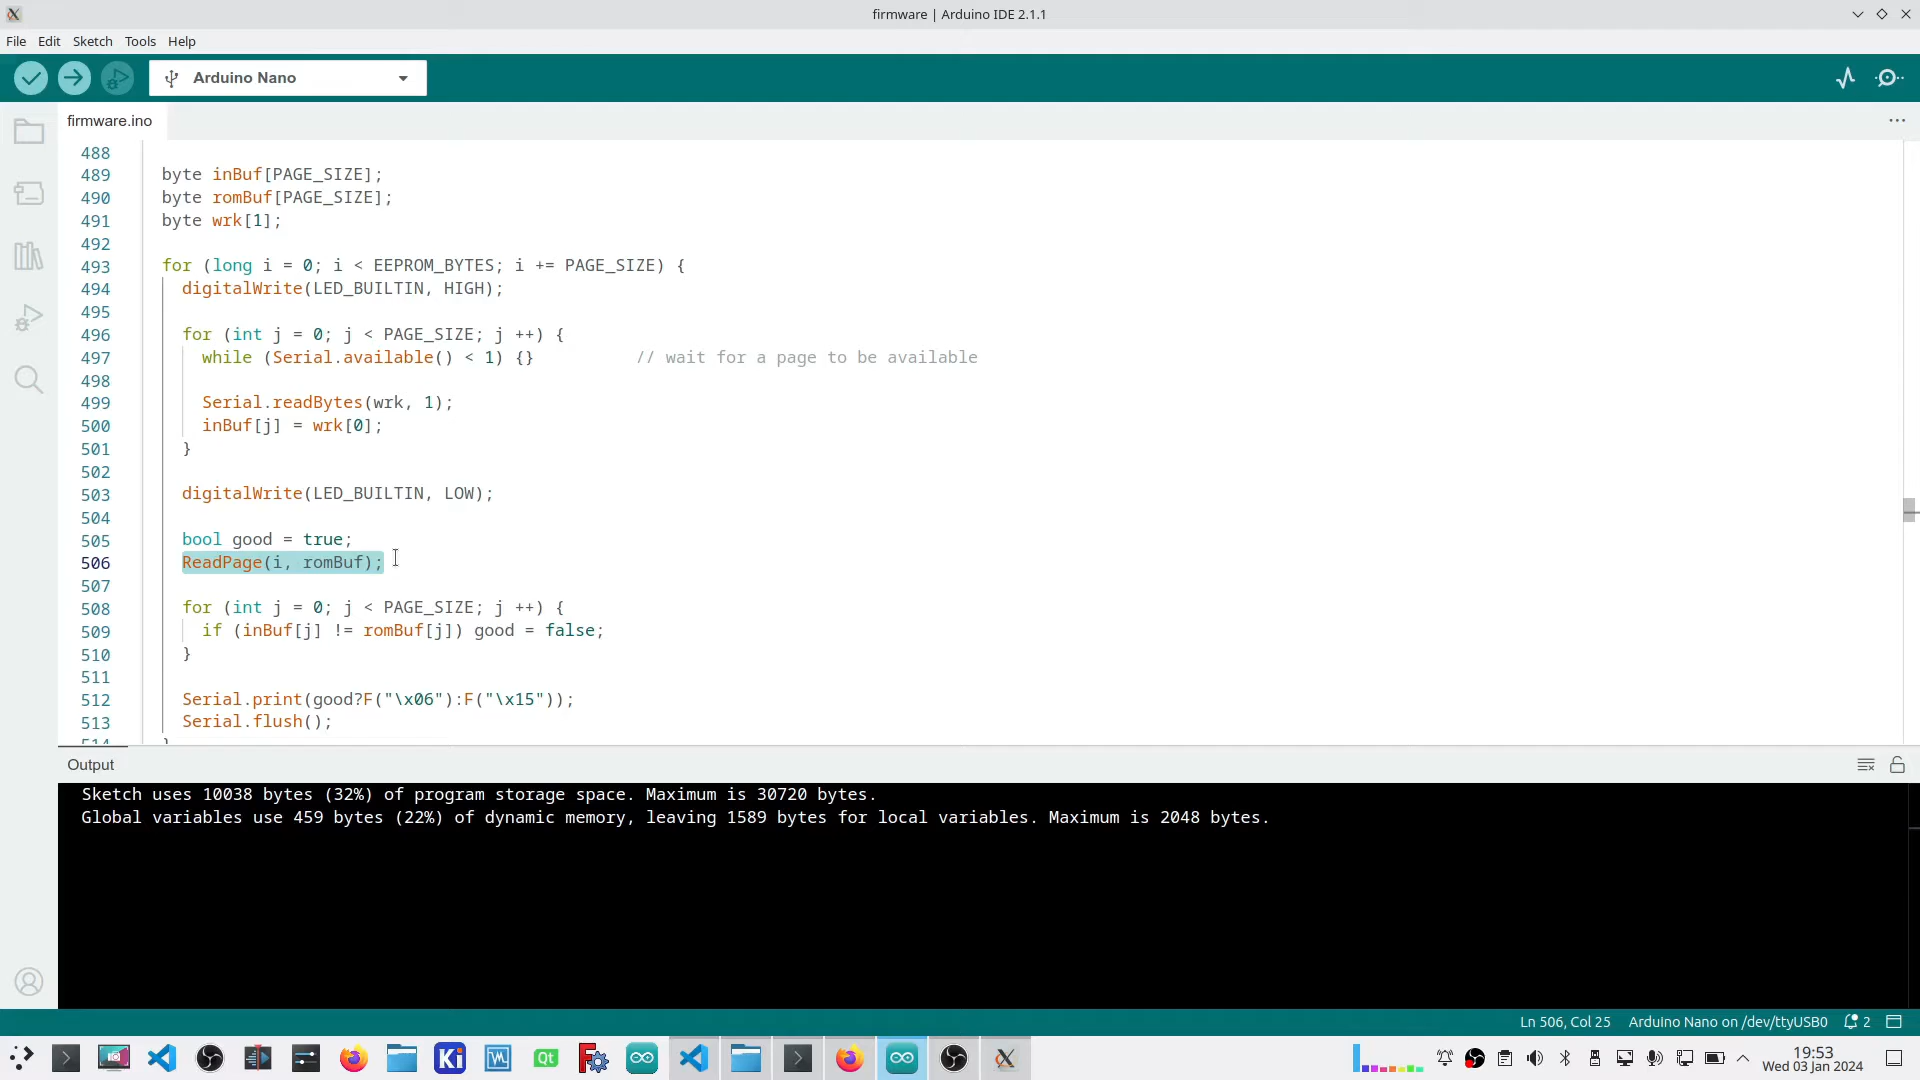 firmware | Arduino IDE 2.1.1
File Edit Sketch Tools Help
Arduino Nano
firmware.ino
488
489 byte inBuf[PAGE_SIZE];
490 byte romBuf[PAGE_SIZE];
491 byte wrk[1];
492
493 for (long i = 0; i < EEPROM_BYTES; i += PAGE_SIZE) {
494 digitalWrite(LED_BUILTIN, HIGH);
495
496 for (int j = 0; j < PAGE_SIZE; j ++) {
497 while (Serial.available() < 1) {} // wait for a page to be available
498
499 Serial.readBytes(wrk, 1);
500 inBuf[j] = wrk[0];
501 }
502
503 digitalWrite(LED_BUILTIN, LOW);
504
505 bool good = true;
506 ReadPage(i, romBuf);
507
508 for (int j = 0; j < PAGE_SIZE; j ++) {
509 if (inBuf[j] != romBuf[j]) good = false;
510 }
511
512 Serial.print(good?F("\x06"):F("\x15"));
513 Serial.flush();
514 }
Output
Sketch uses 10038 bytes (32%) of program storage space. Maximum is 30720 bytes.
Global variables use 459 bytes (22%) of dynamic memory, leaving 1589 bytes for local variables. Maximum is 2048 bytes.
Ln 506, Col 25 Arduino Nano on /dev/ttyUSB0 2
Ki Qt
19:53
Wed 03 Jan 2024